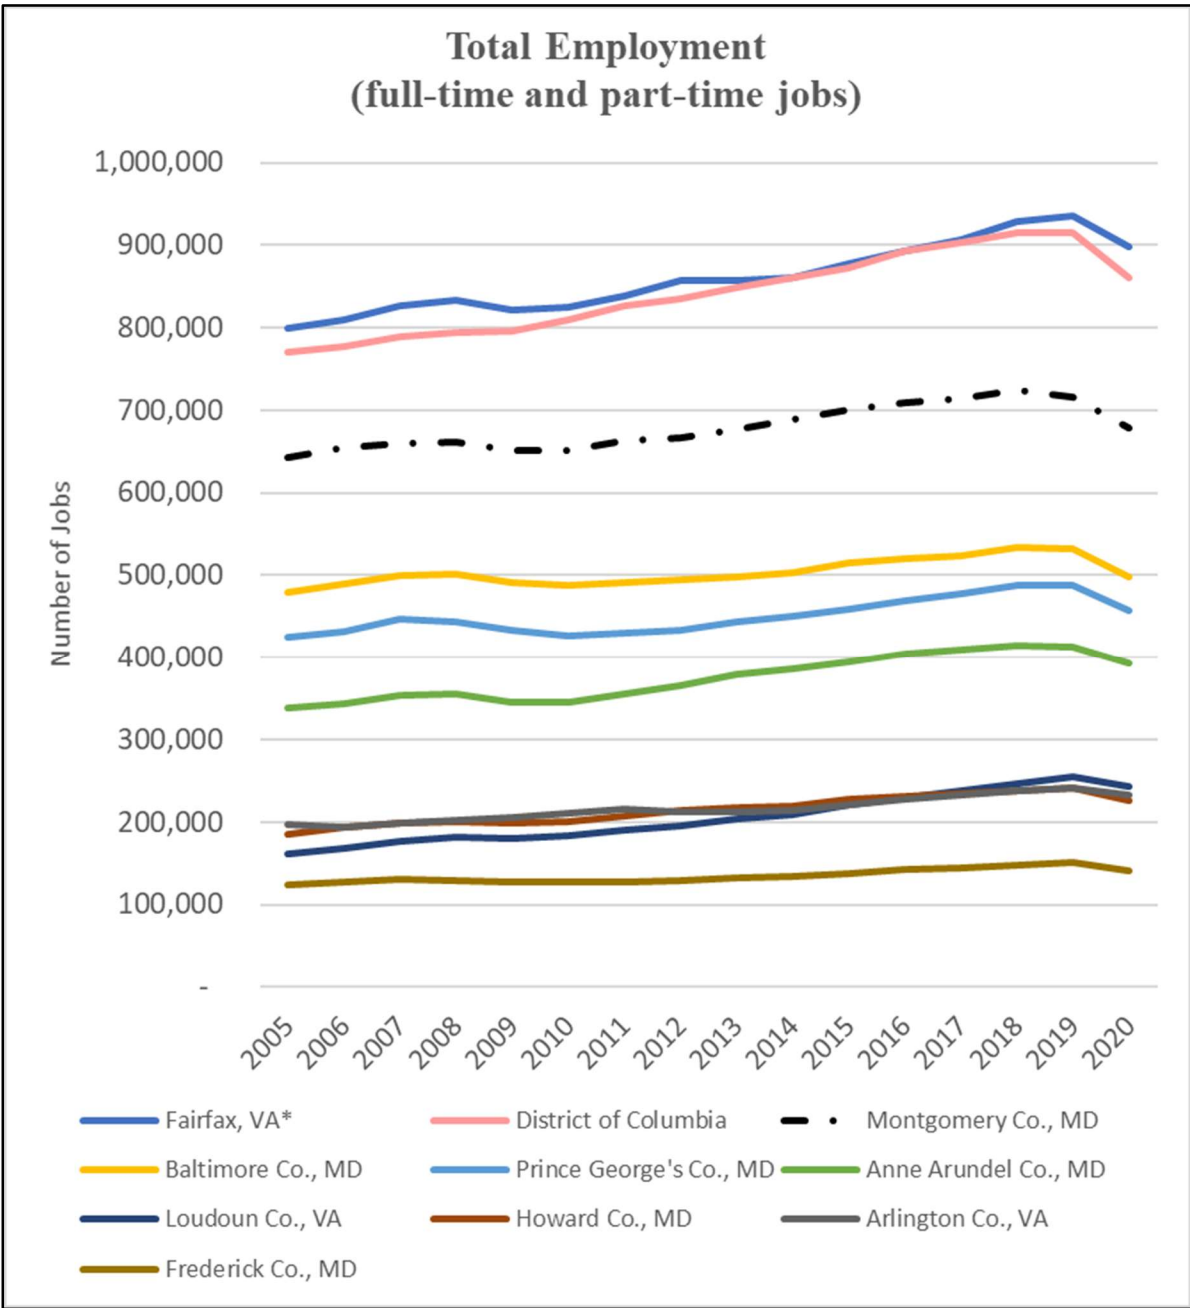 Total Employment
(full-time and part-time jobs)
1,000,000
900,000
800,000
700,000
600,000
500,000
400,000
300,000
200,000
100,000
-
Number of Jobs
2005 2006 2007 2008 2009 2010 2011 2012 2013 2014 2015 2016 2017 2018 2019 2020
Fairfax, VA* District of Columbia Montgomery Co., MD
Baltimore Co., MD Prince George's Co., MD Anne Arundel Co., MD
Loudoun Co., VA Howard Co., MD Arlington Co., VA
Frederick Co., MD